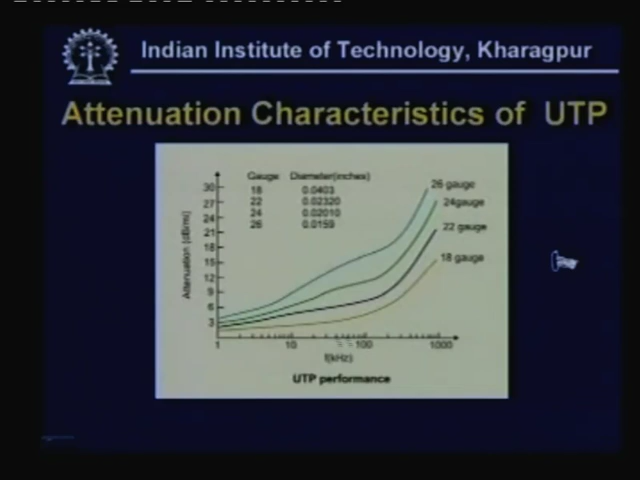 Indian Institute of Technology, Kharagpur
Attenuation Characteristics of UTP
Gauge Diameter(inches)
18 0.0403
22 0.02320
24 0.02010
26 0.0159
Attenuation (dB/mi)
30
27
24
21
18
15
12
9
6
3
26 gauge
24gauge
22 gauge
18 gauge
1 10 100 1000
f(kHz)
UTP performance